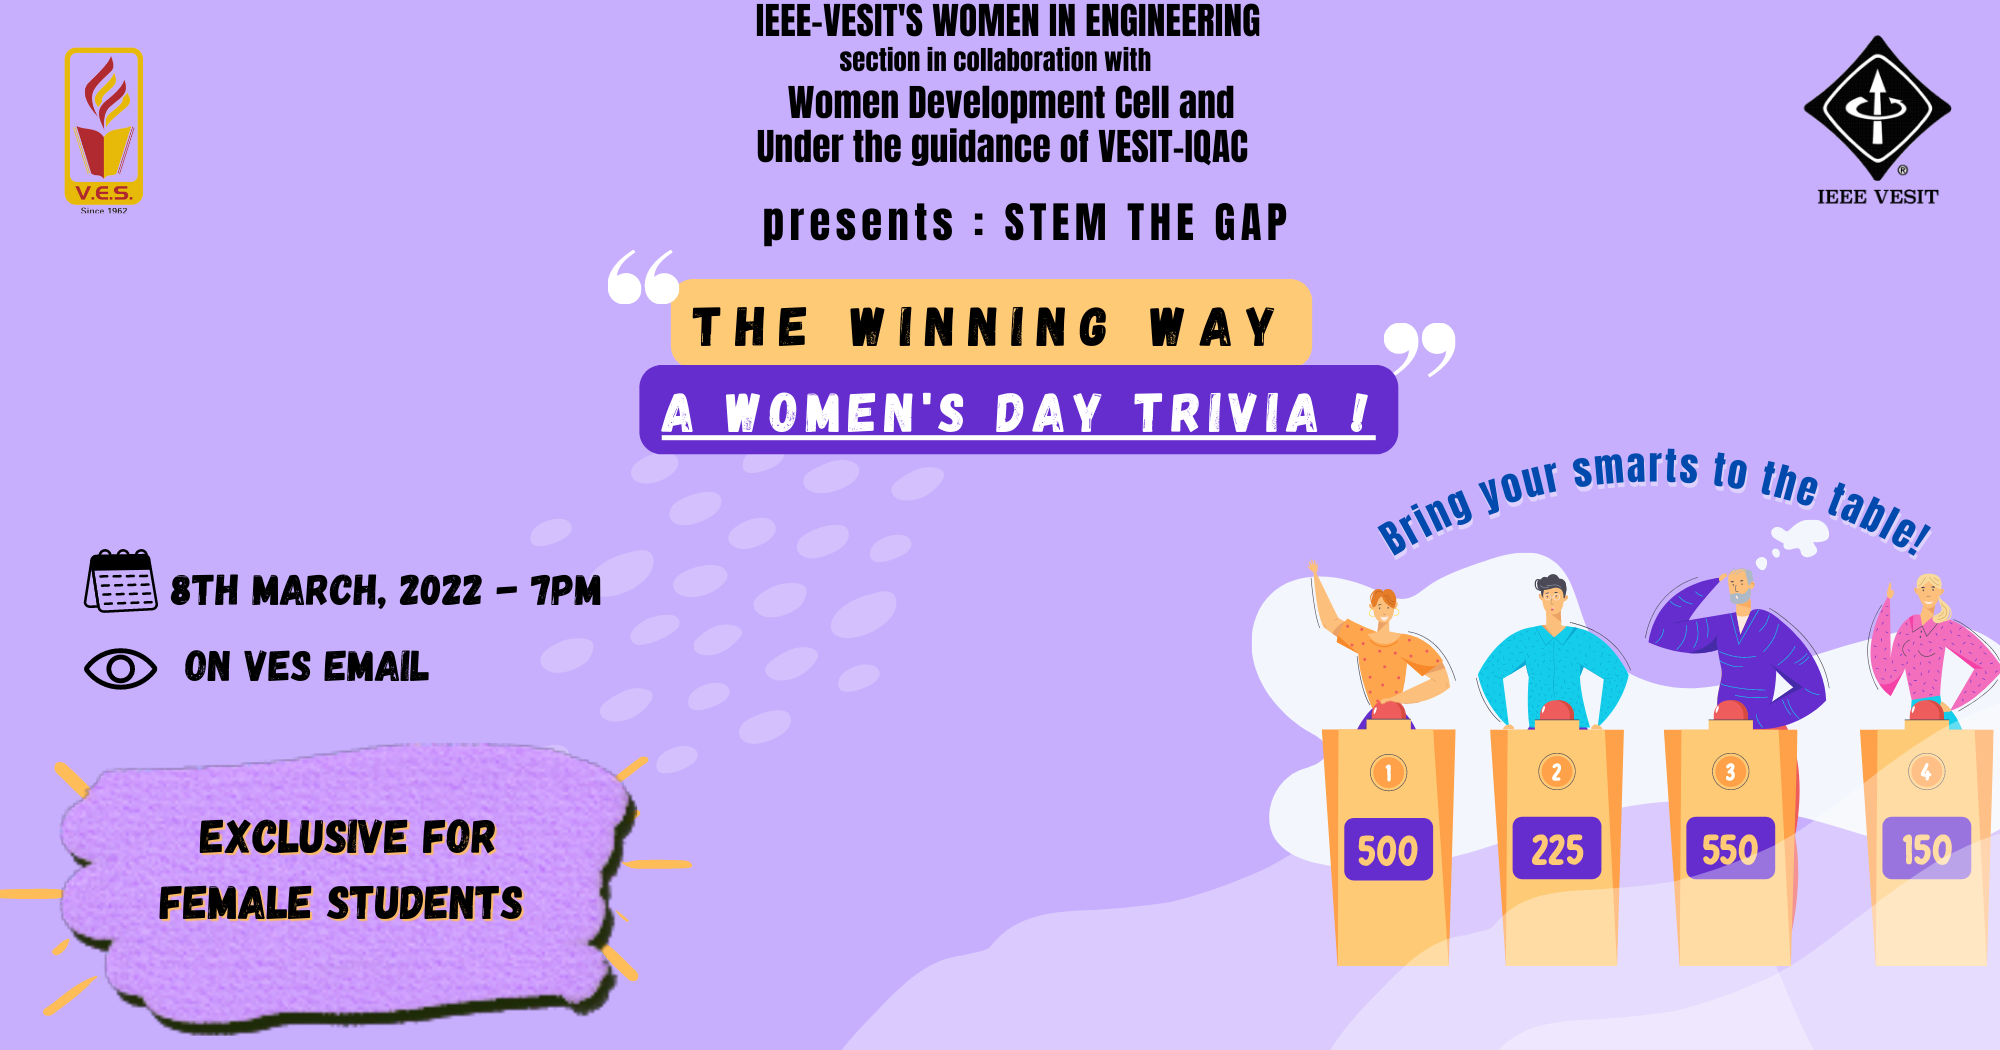 IEEE-VESIT'S WOMEN IN ENGINEERING
section in collaboration with
Women Development Cell and
Under the guidance of VESIT-IQAC
presents : STEM THE GAP
V.E.S.
Since 1962
®
IEEE VESIT
“
THE WINNING WAY
”
A WOMEN'S DAY TRIVIA !
Bring your smarts to the table!
8TH MARCH, 2022 – 7PM
ON VES EMAIL
EXCLUSIVE FOR
FEMALE STUDENTS
1 2 3 4
500 225 550 150